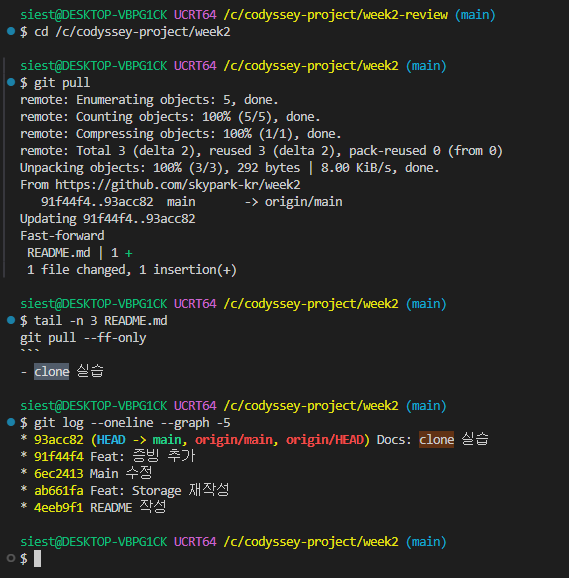 siest@DESKTOP-VBPG1CK UCRT64 /c/codyssey-project/week2-review (main)
$ cd /c/codyssey-project/week2
siest@DESKTOP-VBPG1CK UCRT64 /c/codyssey-project/week2 (main)
$ git pull
remote: Enumerating objects: 5, done.
remote: Counting objects: 100% (5/5), done.
remote: Compressing objects: 100% (1/1), done.
remote: Total 3 (delta 2), reused 3 (delta 2), pack-reused 0 (from 0)
Unpacking objects: 100% (3/3), 292 bytes | 8.00 KiB/s, done.
From https://github.com/skypark-kr/week2
   91f44f4..93acc82  main       -> origin/main
Updating 91f44f4..93acc82
Fast-forward
 README.md | 1 +
 1 file changed, 1 insertion(+)
siest@DESKTOP-VBPG1CK UCRT64 /c/codyssey-project/week2 (main)
$ tail -n 3 README.md
git pull --ff-only
```
- clone 실습
siest@DESKTOP-VBPG1CK UCRT64 /c/codyssey-project/week2 (main)
$ git log --oneline --graph -5
* 93acc82 (HEAD -> main, origin/main, origin/HEAD) Docs: clone 실습
* 91f44f4 Feat: 증빙 추가
* 6ec2413 Main 수정
* ab661fa Feat: Storage 재작성
* 4eeb9f1 README 작성
siest@DESKTOP-VBPG1CK UCRT64 /c/codyssey-project/week2 (main)
$